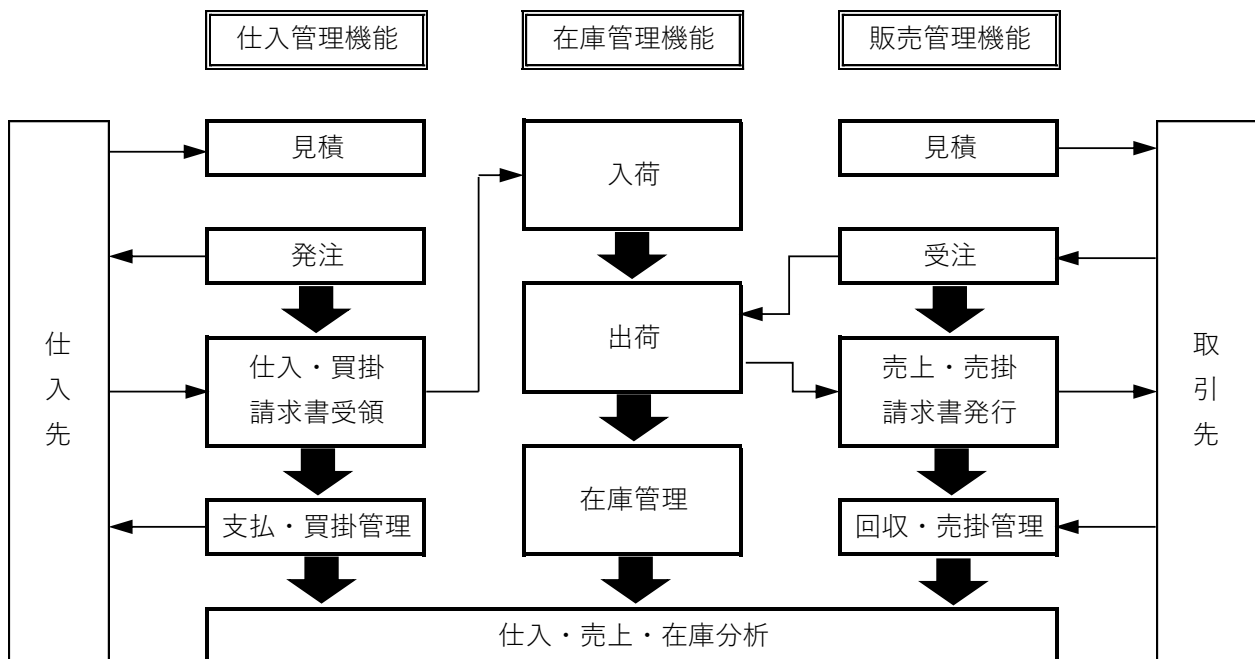 仕入管理機能
在庫管理機能
販売管理機能
仕入先
見積
発注
仕入・買掛
請求書受領
支払・買掛管理
入荷
出荷
在庫管理
見積
受注
売上・売掛
請求書発行
回収・売掛管理
取引先
仕入・売上・在庫分析